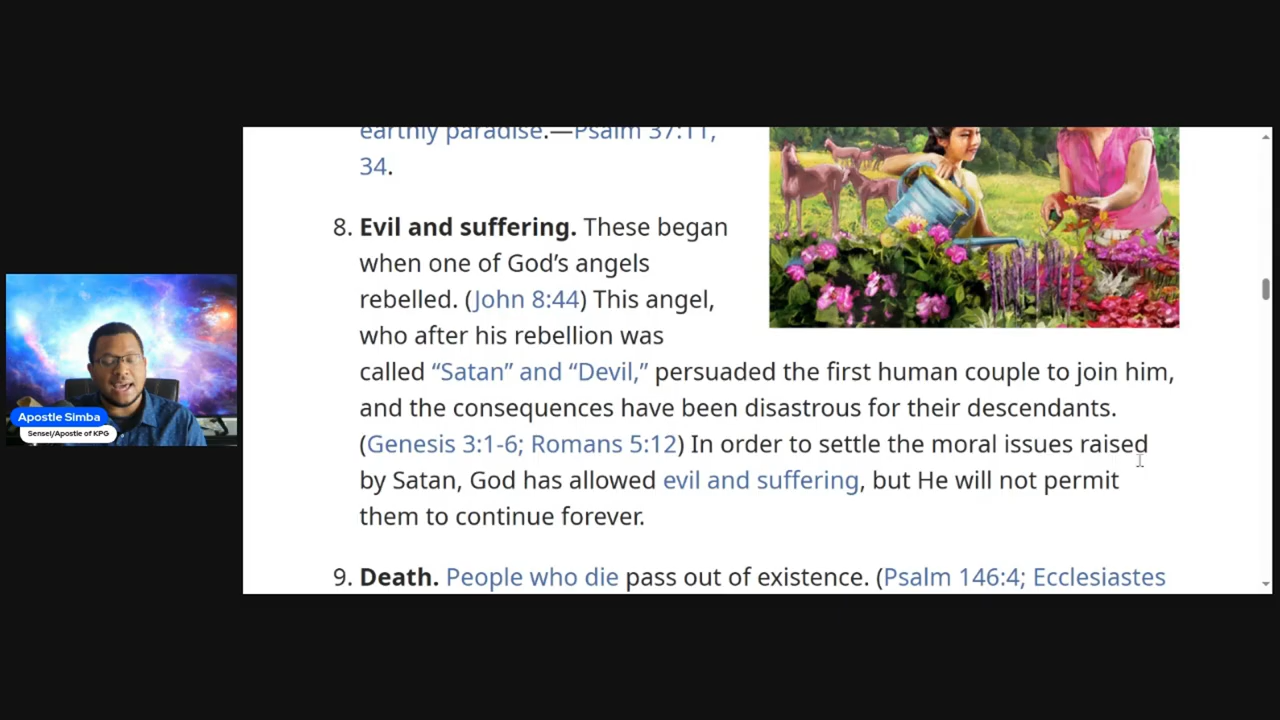 earthly paradise.—Psalm 37:11,
34.
8. Evil and suffering. These began
when one of God’s angels
rebelled. (John 8:44) This angel,
who after his rebellion was
called “Satan” and “Devil,” persuaded the first human couple to join him,
and the consequences have been disastrous for their descendants.
(Genesis 3:1-6; Romans 5:12) In order to settle the moral issues raised
by Satan, God has allowed evil and suffering, but He will not permit
them to continue forever.
9. Death. People who die pass out of existence. (Psalm 146:4; Ecclesiastes
Apostle Simba
Sensei/Apostle of KPG